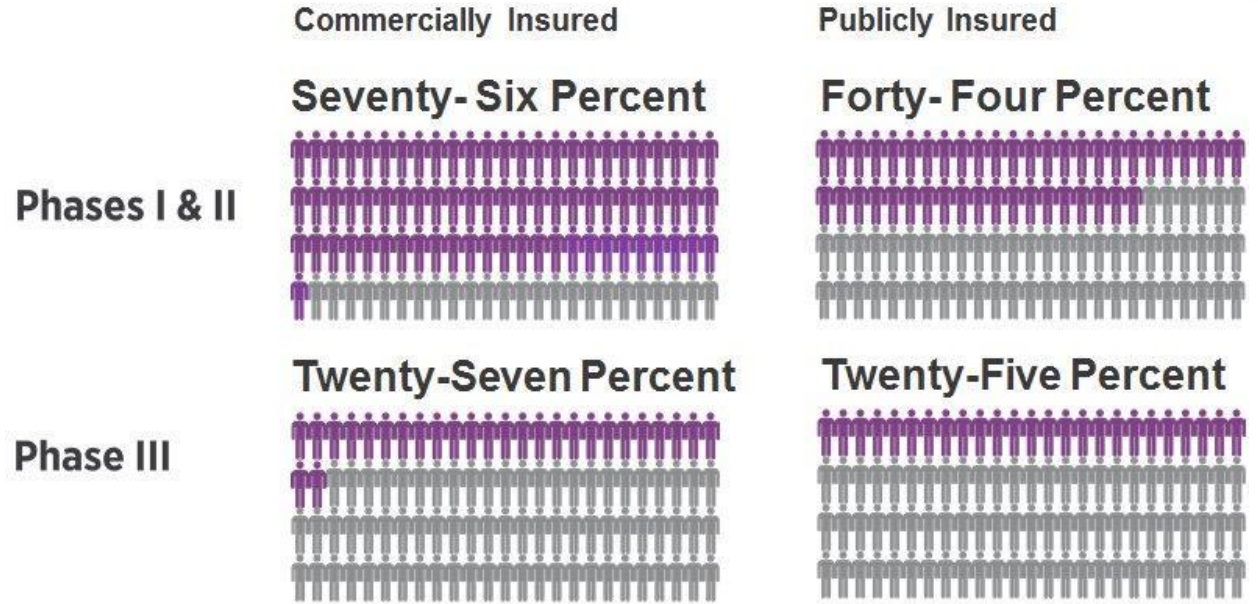 Commercially Insured
Publicly Insured
Seventy- Six Percent
Forty- Four Percent
Phases I & II
Twenty-Seven Percent
Twenty-Five Percent
Phase III